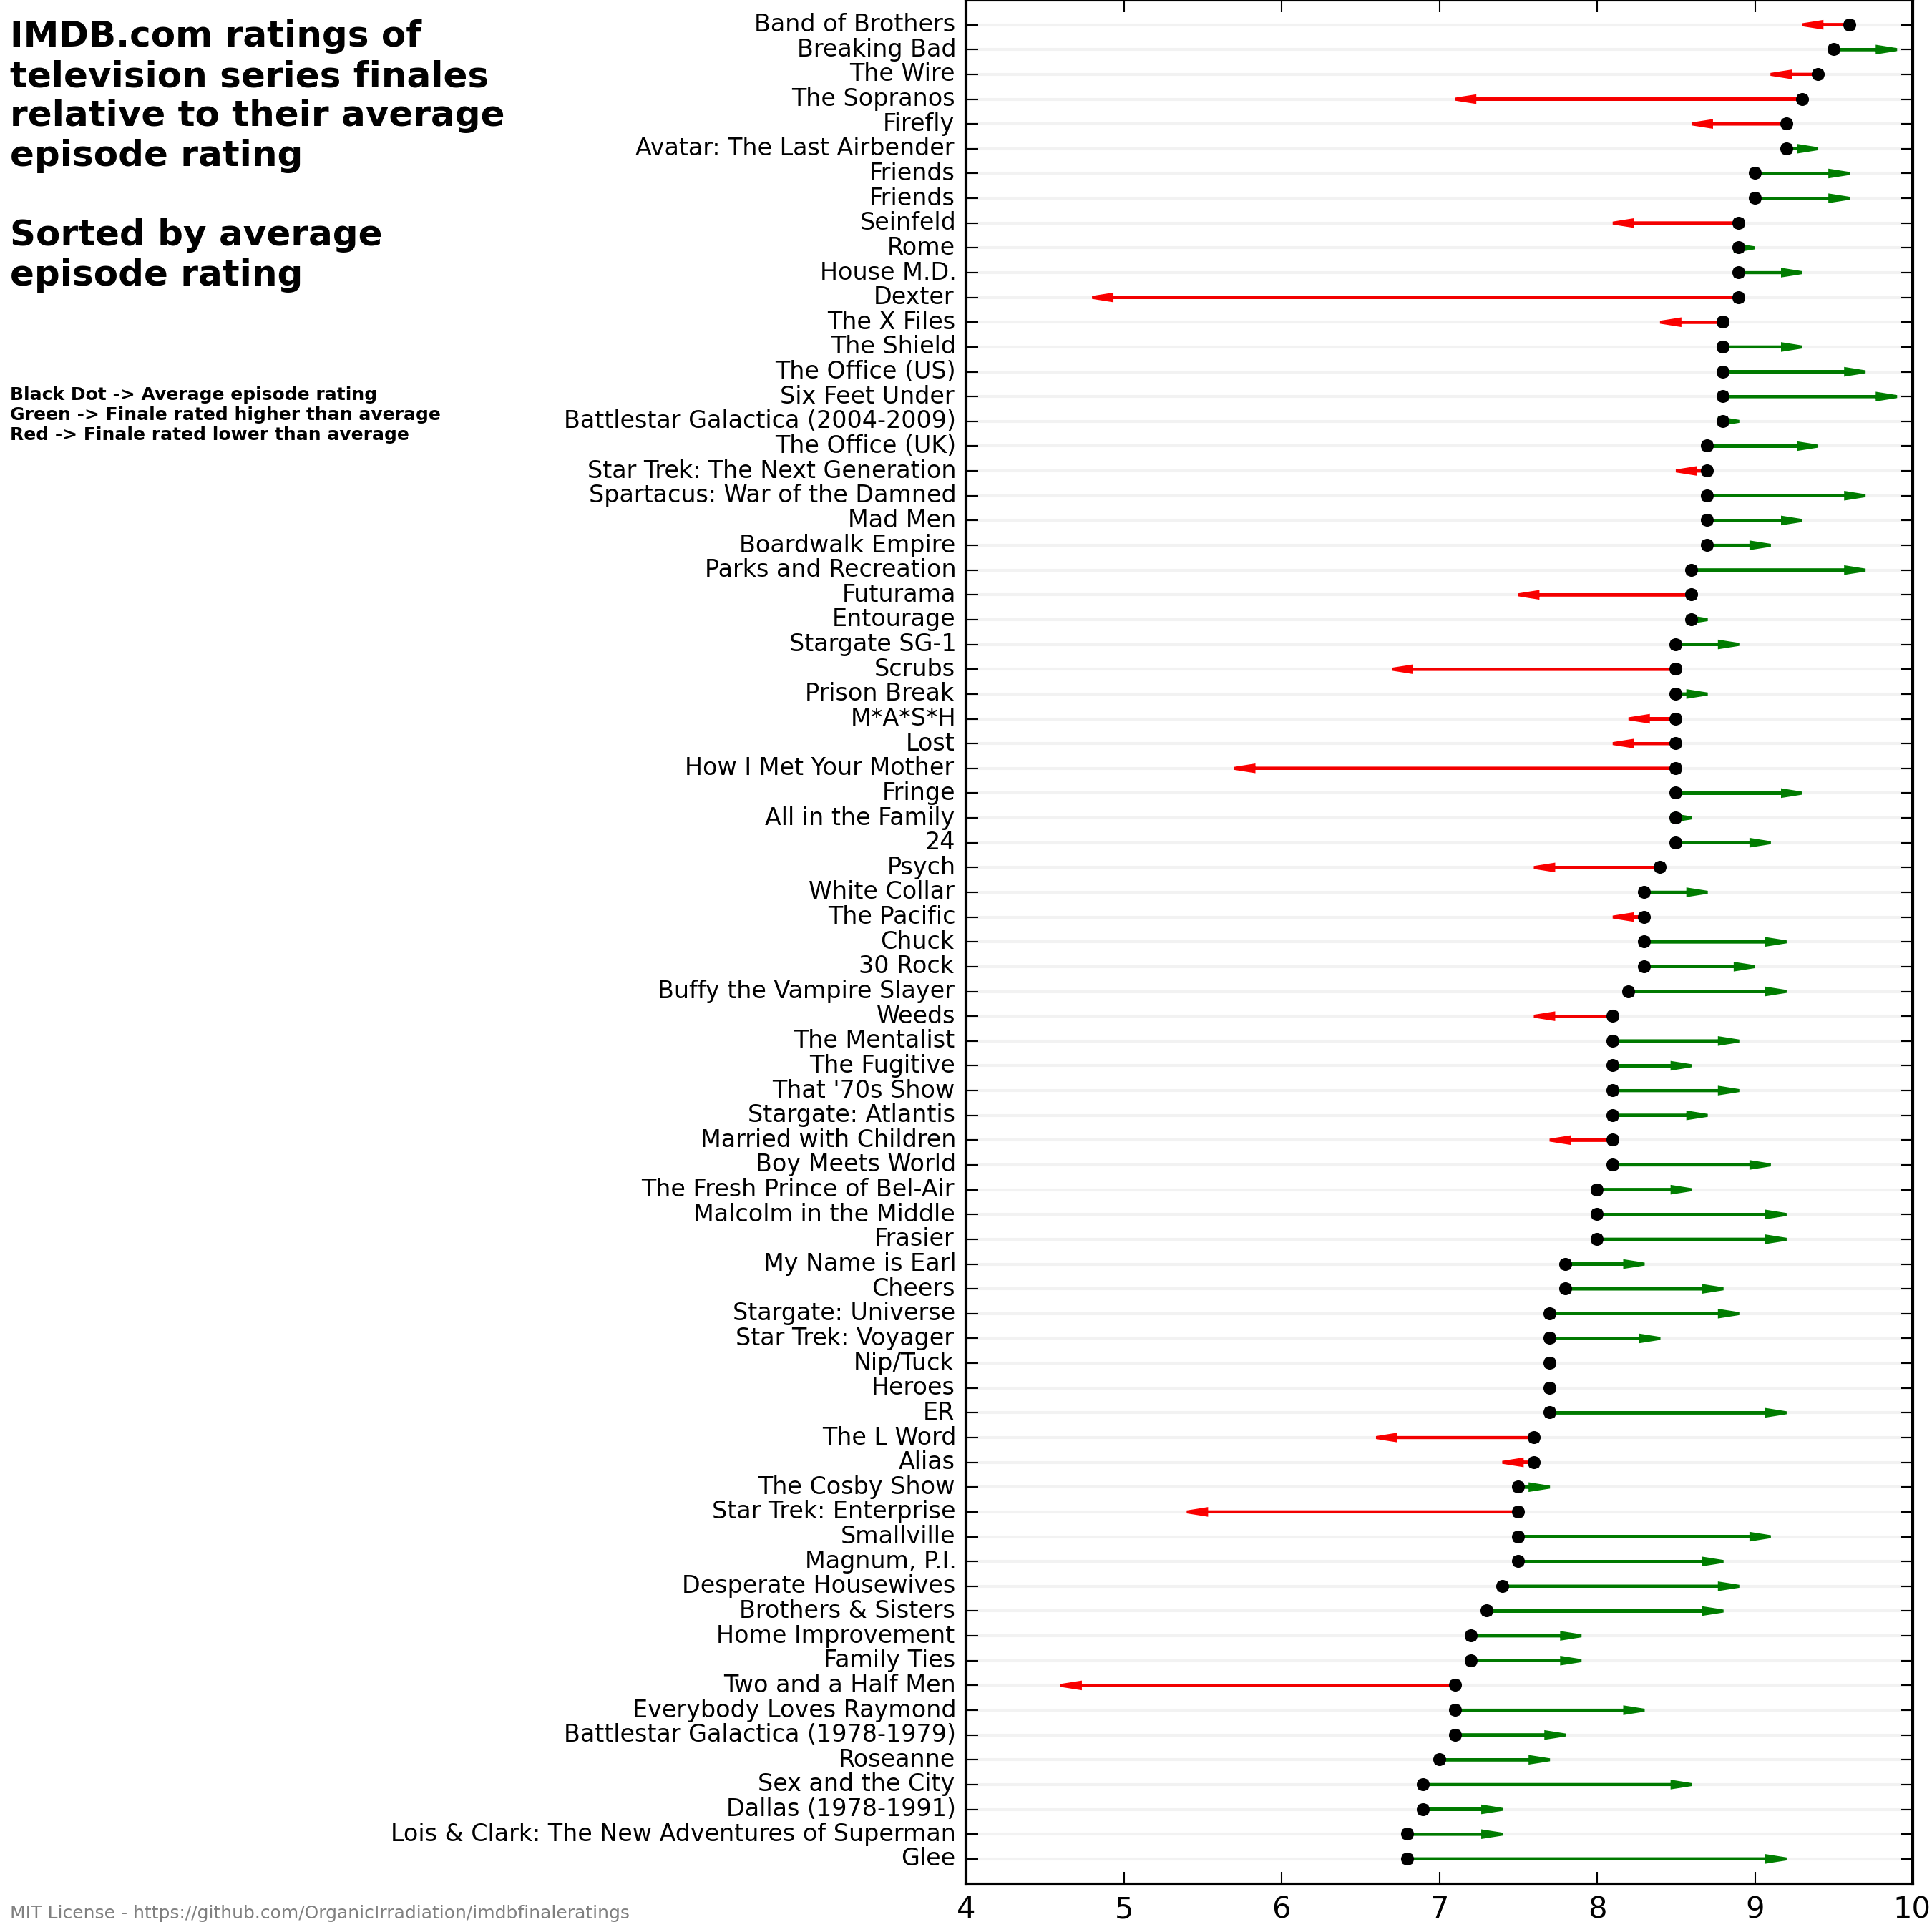 IMDB.com ratings of
television series finales
relative to their average
episode rating
Sorted by average
episode rating
Black Dot -> Average episode rating
Green -> Finale rated higher than average
Red -> Finale rated lower than average
Band of Brothers
Breaking Bad
The Wire
The Sopranos
Firefly
Avatar: The Last Airbender
Friends
Friends
Seinfeld
Rome
House M.D.
Dexter
The X Files
The Shield
The Office (US)
Six Feet Under
Battlestar Galactica (2004-2009)
The Office (UK)
Star Trek: The Next Generation
Spartacus: War of the Damned
Mad Men
Boardwalk Empire
Parks and Recreation
Futurama
Entourage
Stargate SG-1
Scrubs
Prison Break
M*A*S*H
Lost
How I Met Your Mother
Fringe
All in the Family
24
Psych
White Collar
The Pacific
Chuck
30 Rock
Buffy the Vampire Slayer
Weeds
The Mentalist
The Fugitive
That '70s Show
Stargate: Atlantis
Married with Children
Boy Meets World
The Fresh Prince of Bel-Air
Malcolm in the Middle
Frasier
My Name is Earl
Cheers
Stargate: Universe
Star Trek: Voyager
Nip/Tuck
Heroes
ER
The L Word
Alias
The Cosby Show
Star Trek: Enterprise
Smallville
Magnum, P.I.
Desperate Housewives
Brothers & Sisters
Home Improvement
Family Ties
Two and a Half Men
Everybody Loves Raymond
Battlestar Galactica (1978-1979)
Roseanne
Sex and the City
Dallas (1978-1991)
Lois & Clark: The New Adventures of Superman
Glee
4 5 6 7 8 9 10
MIT License - https://github.com/OrganicIrradiation/imdbfinaleratings